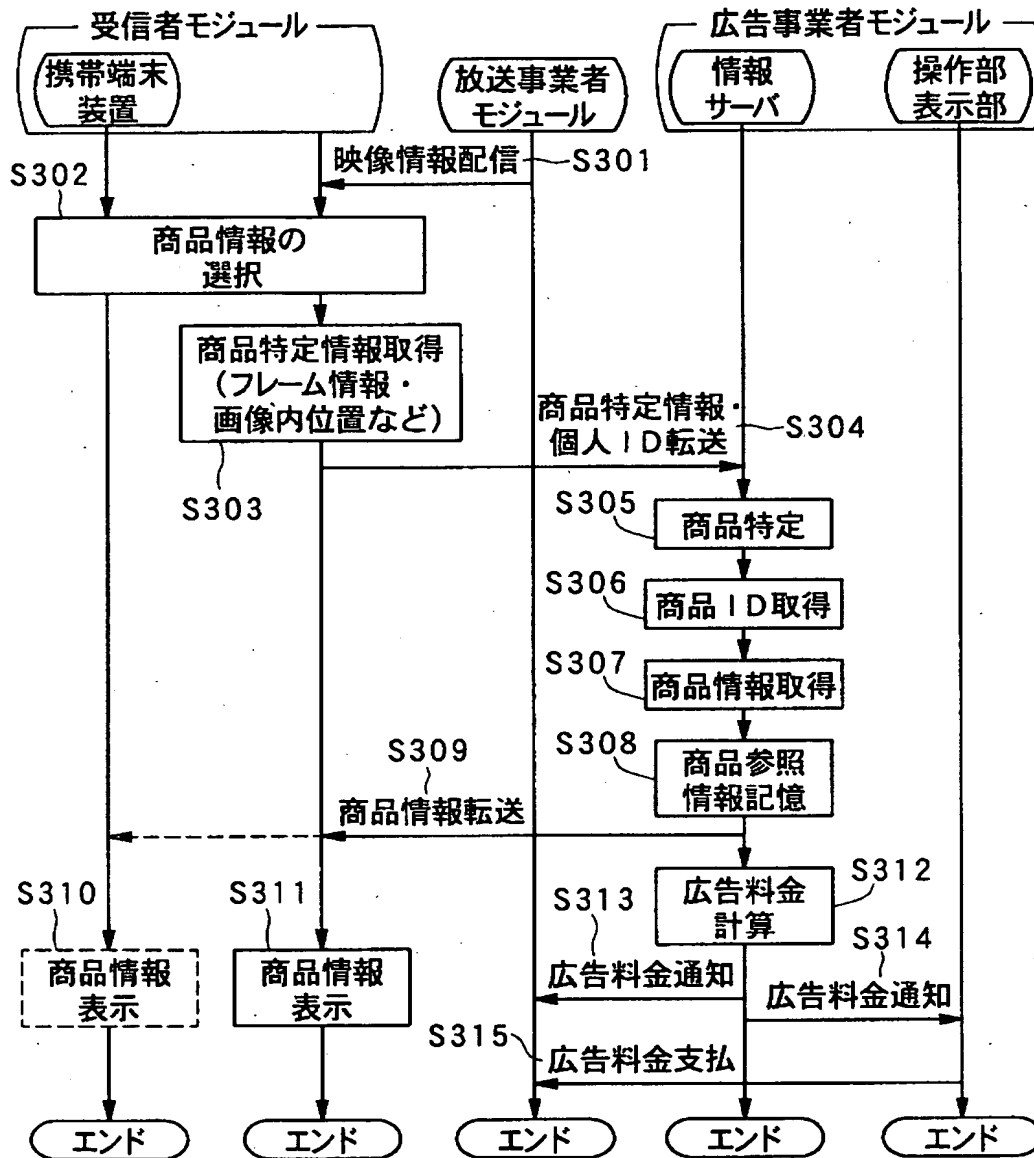 受信者モジュール
広告事業者モジュール
携帯端末
装置
放送事業者
モジュール
情報
サーバ
操作部
表示部
映像情報配信
S301
S302
商品情報の
選択
商品特定情報取得
(フレーム情報・
画像内位置など)
S303
商品特定情報・
個人ID転送
S304
S305
商品特定
S306
商品ID取得
S307
商品情報取得
S308
商品参照
情報記憶
S309
商品情報転送
S310
商品情報
表示
S311
商品情報
表示
広告料金
計算
S312
S313
広告料金通知
S314
広告料金通知
S315
広告料金支払
エンド
エンド
エンド
エンド
エンド